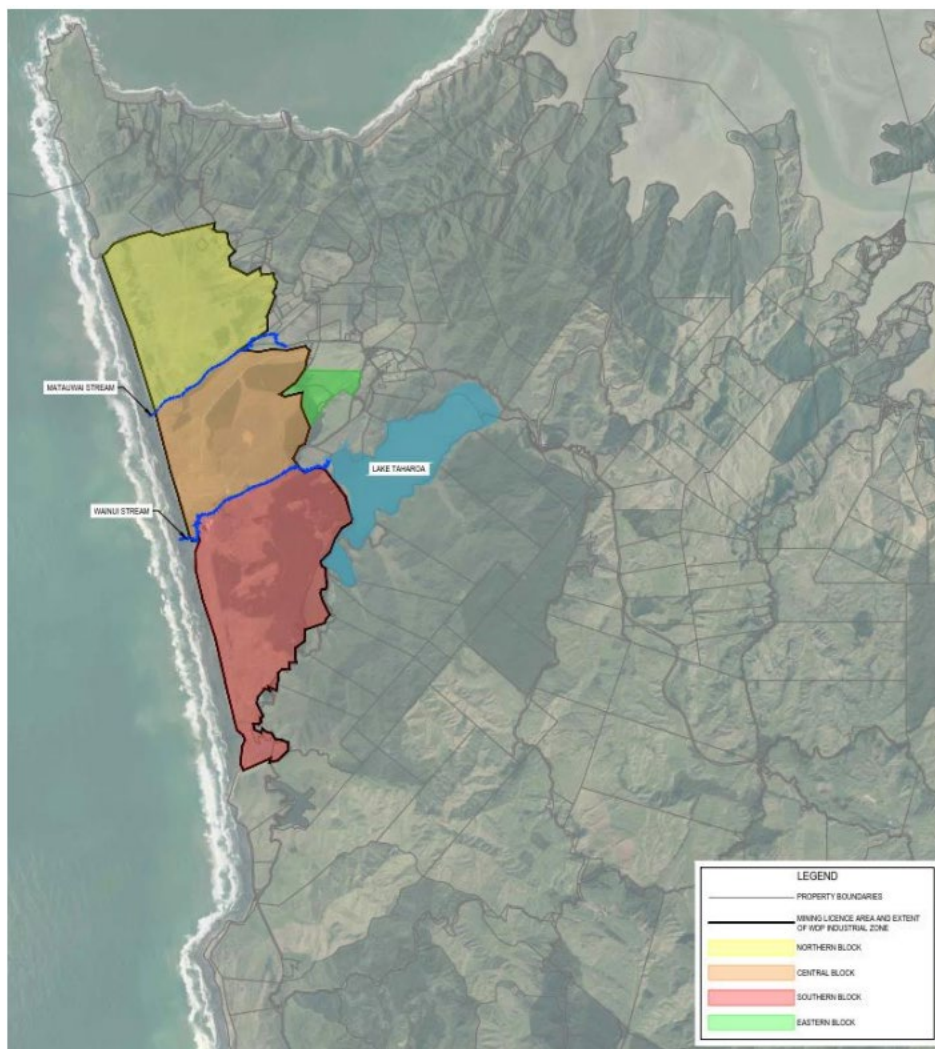 MATAUWAI STREAM
LAKE TAHAROA
WAINUI STREAM
LEGEND
PROPERTY BOUNDARIES
MINING LICENCE AREA AND EXTENT
OF WDP INDUSTRIAL ZONE
NORTHERN BLOCK
CENTRAL BLOCK
SOUTHERN BLOCK
EASTERN BLOCK